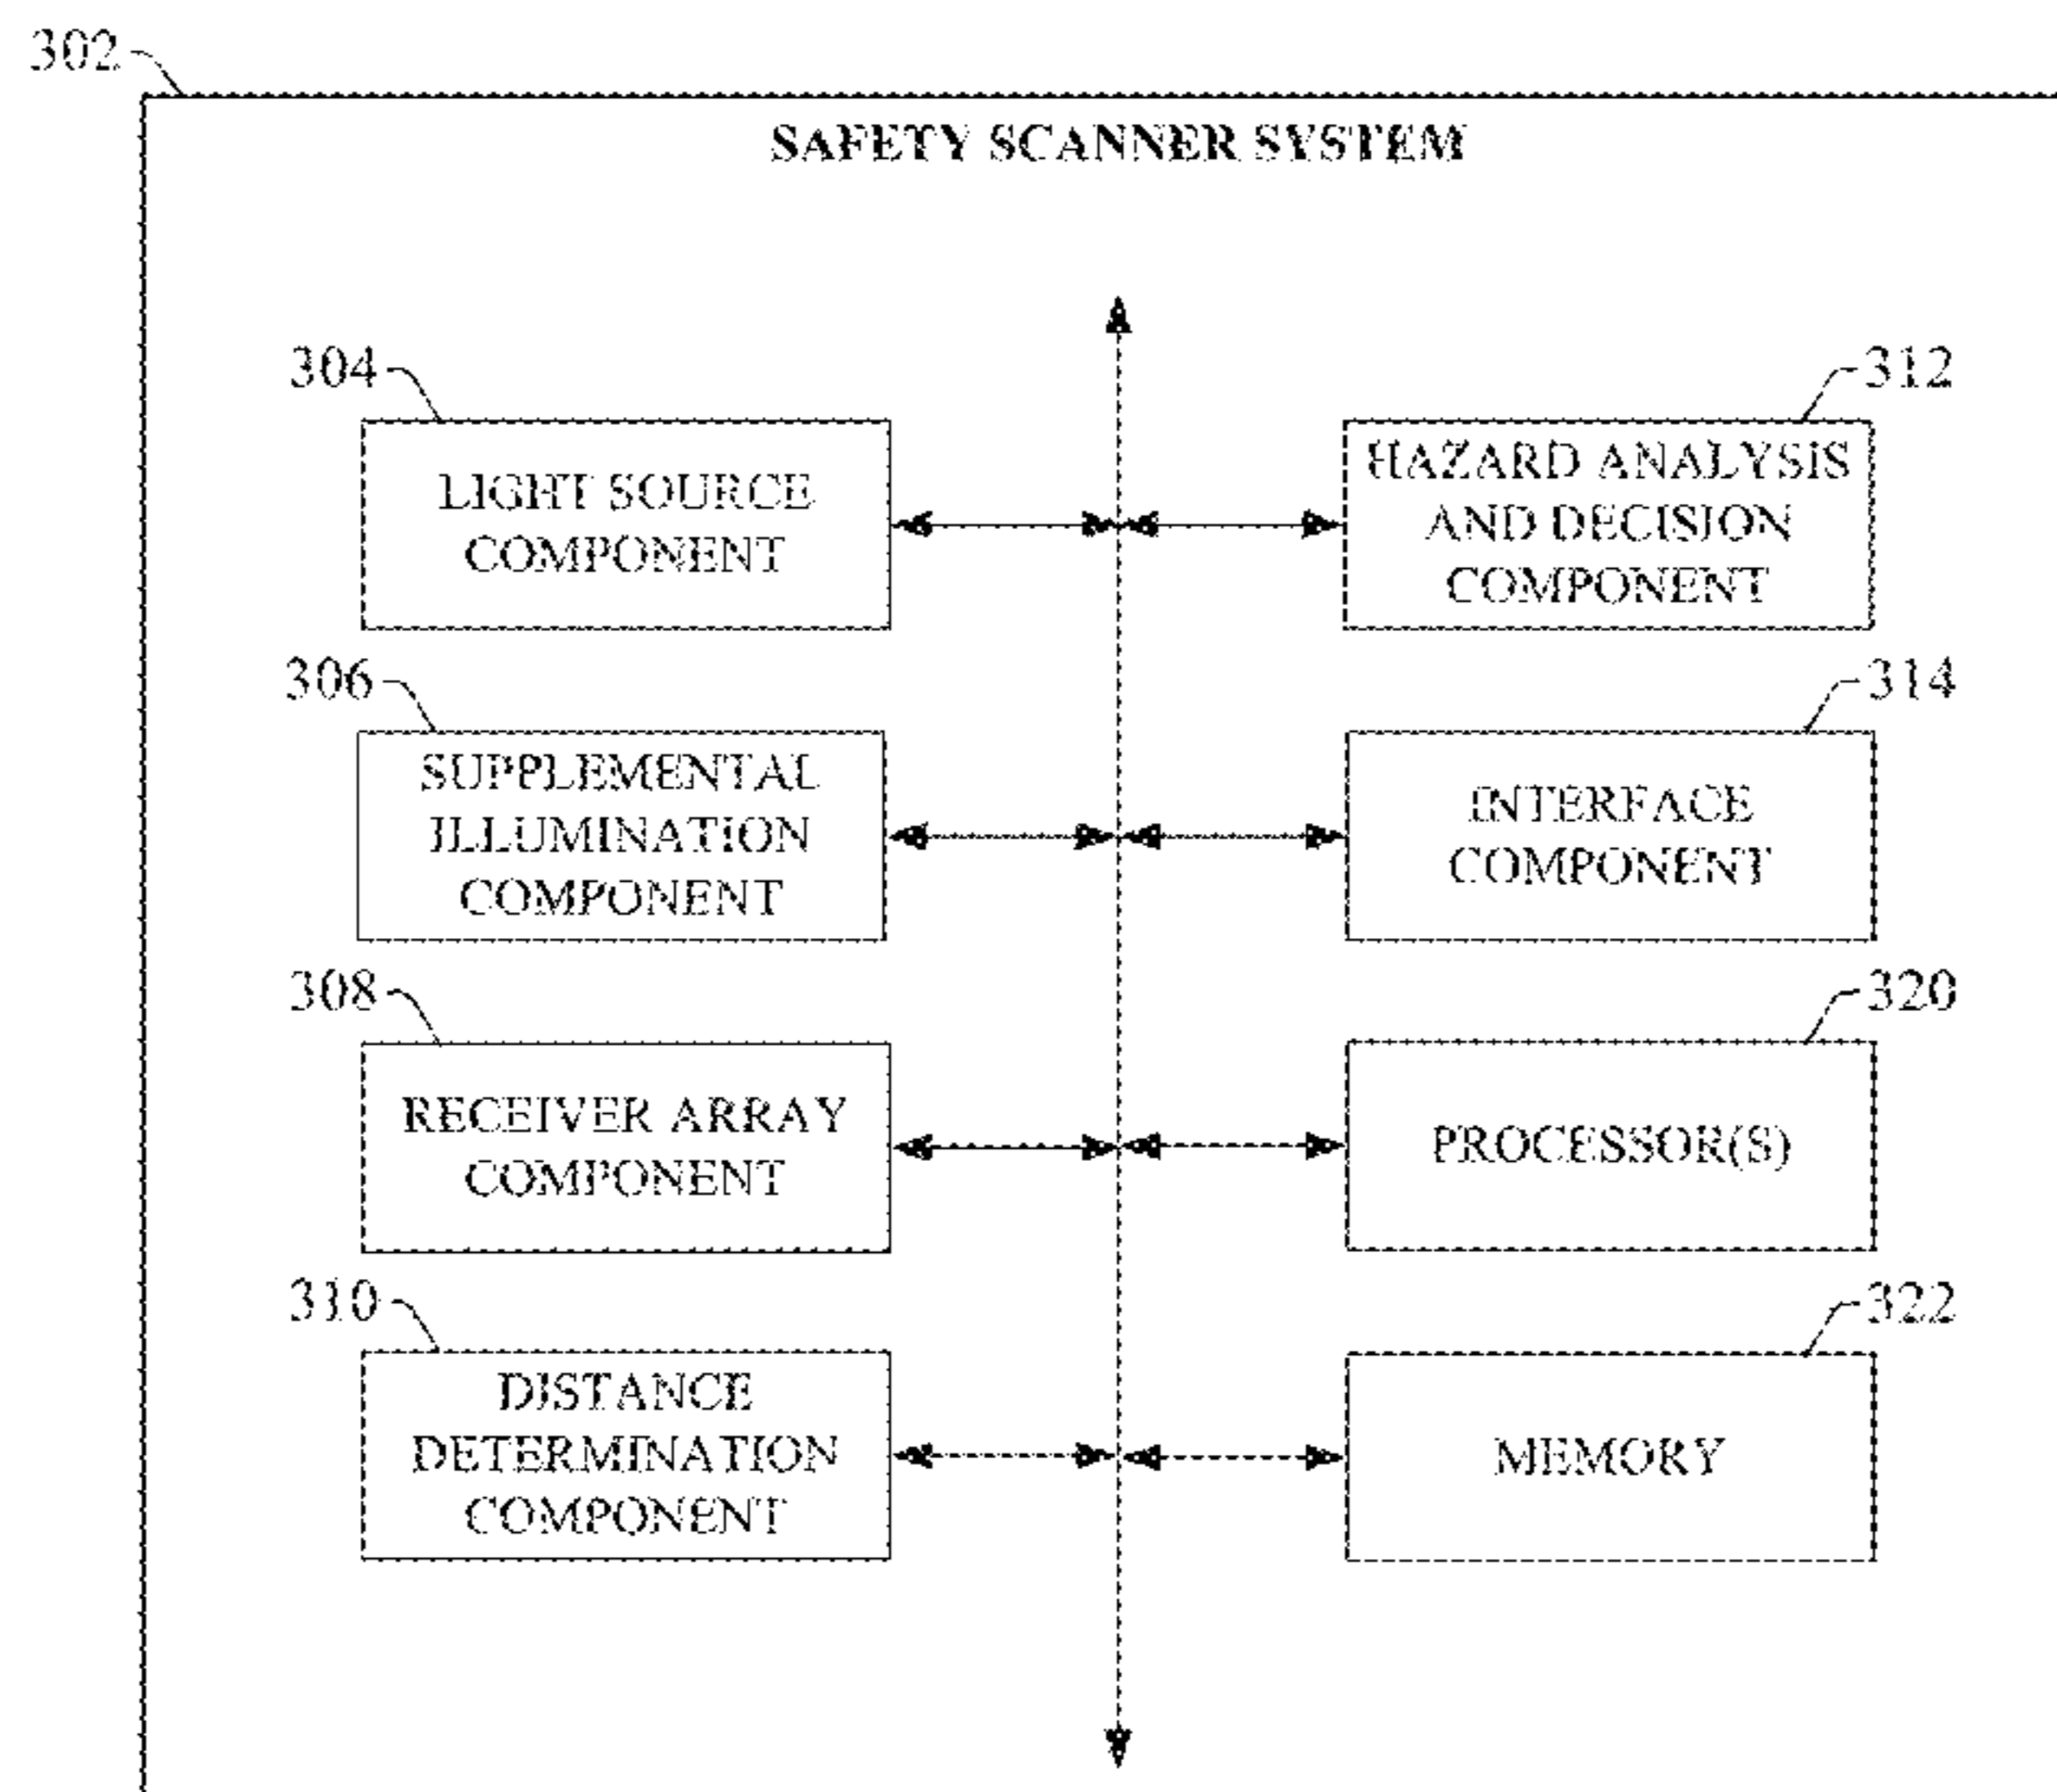 302
SAFETY SCANNER SYSTEM
304
LIGHT SOURCE
COMPONENT
312
HAZARD ANALYSIS
AND DECISION
COMPONENT
306
SUPPLEMENTAL
ILLUMINATION
COMPONENT
314
INTERFACE
COMPONENT
308
RECEIVER ARRAY
COMPONENT
320
PROCESSOR(S)
310
DISTANCE
DETERMINATION
COMPONENT
322
MEMORY